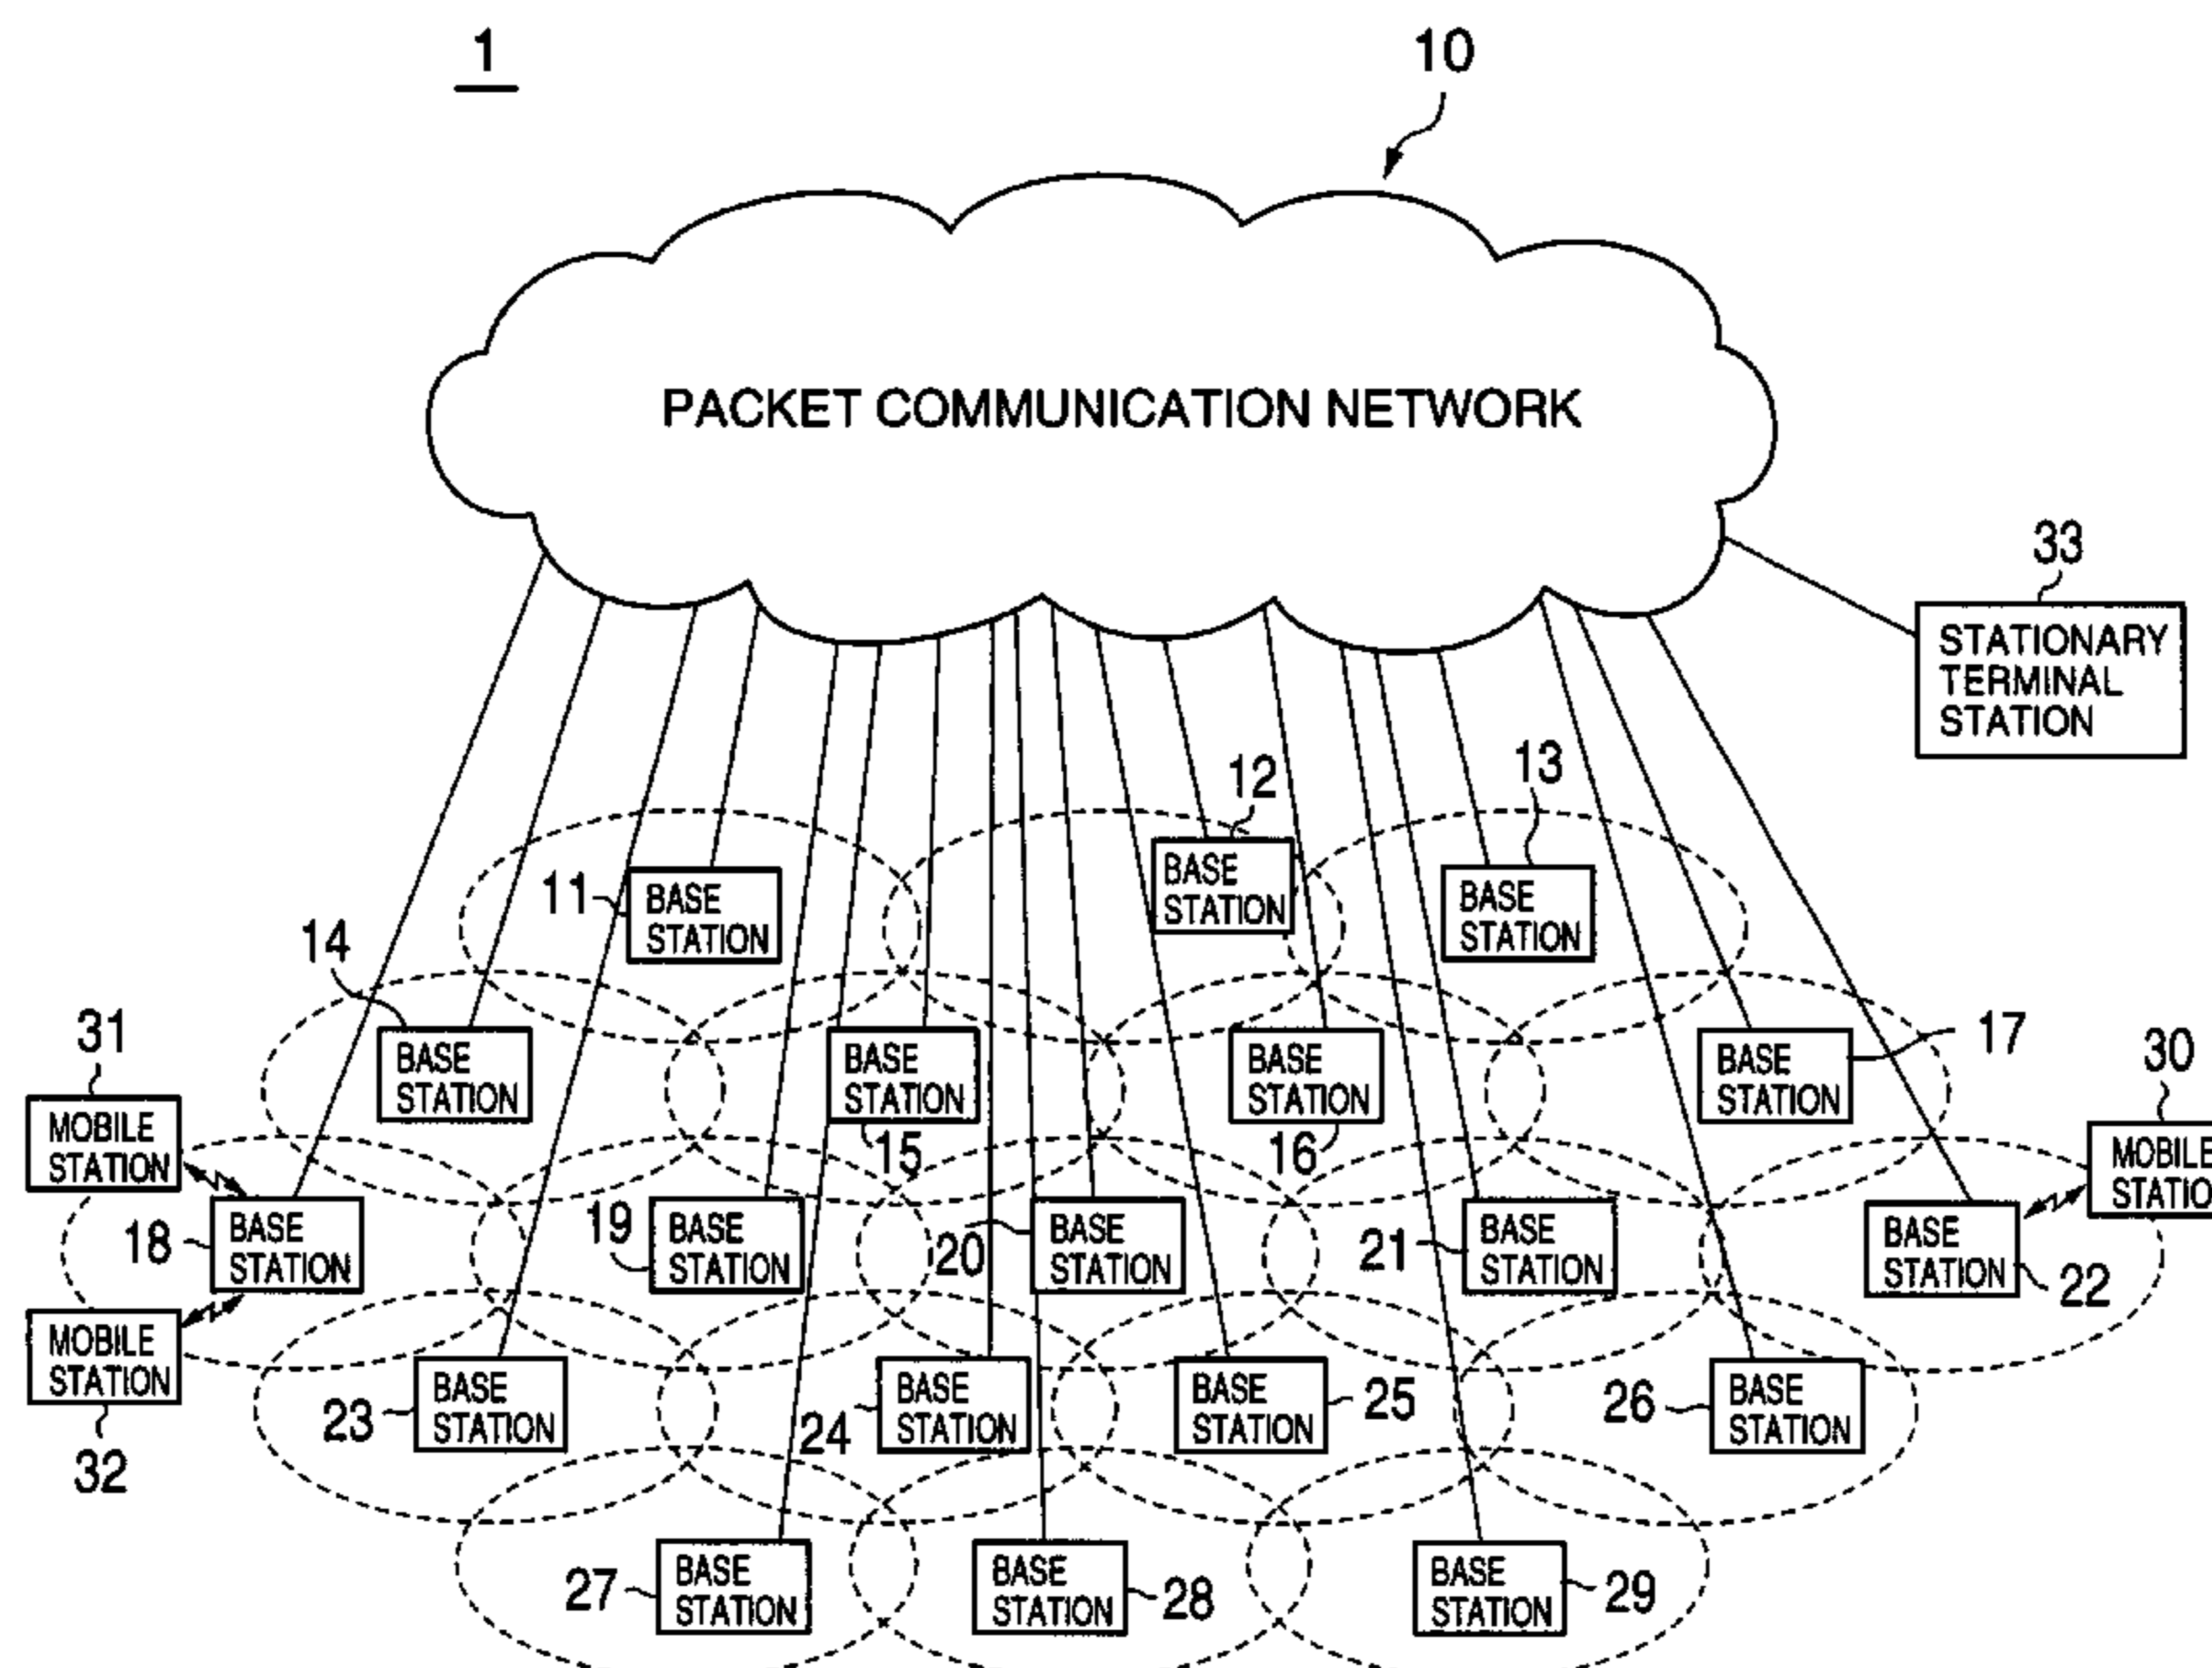 1
10
PACKET COMMUNICATION NETWORK
33
STATIONARY
TERMINAL
STATION
12
13
11
BASE
STATION
BASE
STATION
BASE
STATION
14
31
17
30
BASE
STATION
BASE
STATION
BASE
STATION
BASE
STATION
MOBILE
STATION
15
16
MOBILE
STATIO
18
BASE
STATION
19
BASE
STATION
20
BASE
STATION
21
BASE
STATION
BASE
STATION
22
MOBILE
STATION
32
23
BASE
STATION
24
BASE
STATION
BASE
STATION
25
26
BASE
STATION
27
BASE
STATION
BASE
STATION
28
BASE
STATION
29